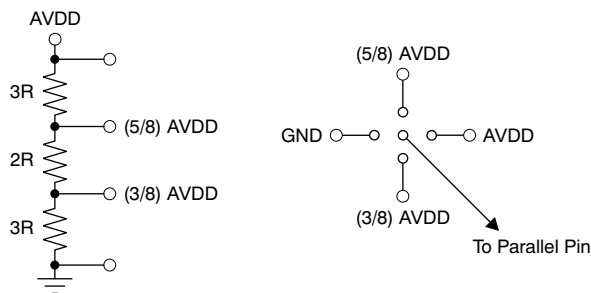 AVDD
3R
(5/8) AVDD
2R
(3/8) AVDD
3R
(5/8) AVDD
GND
AVDD
(3/8) AVDD
To Parallel Pin